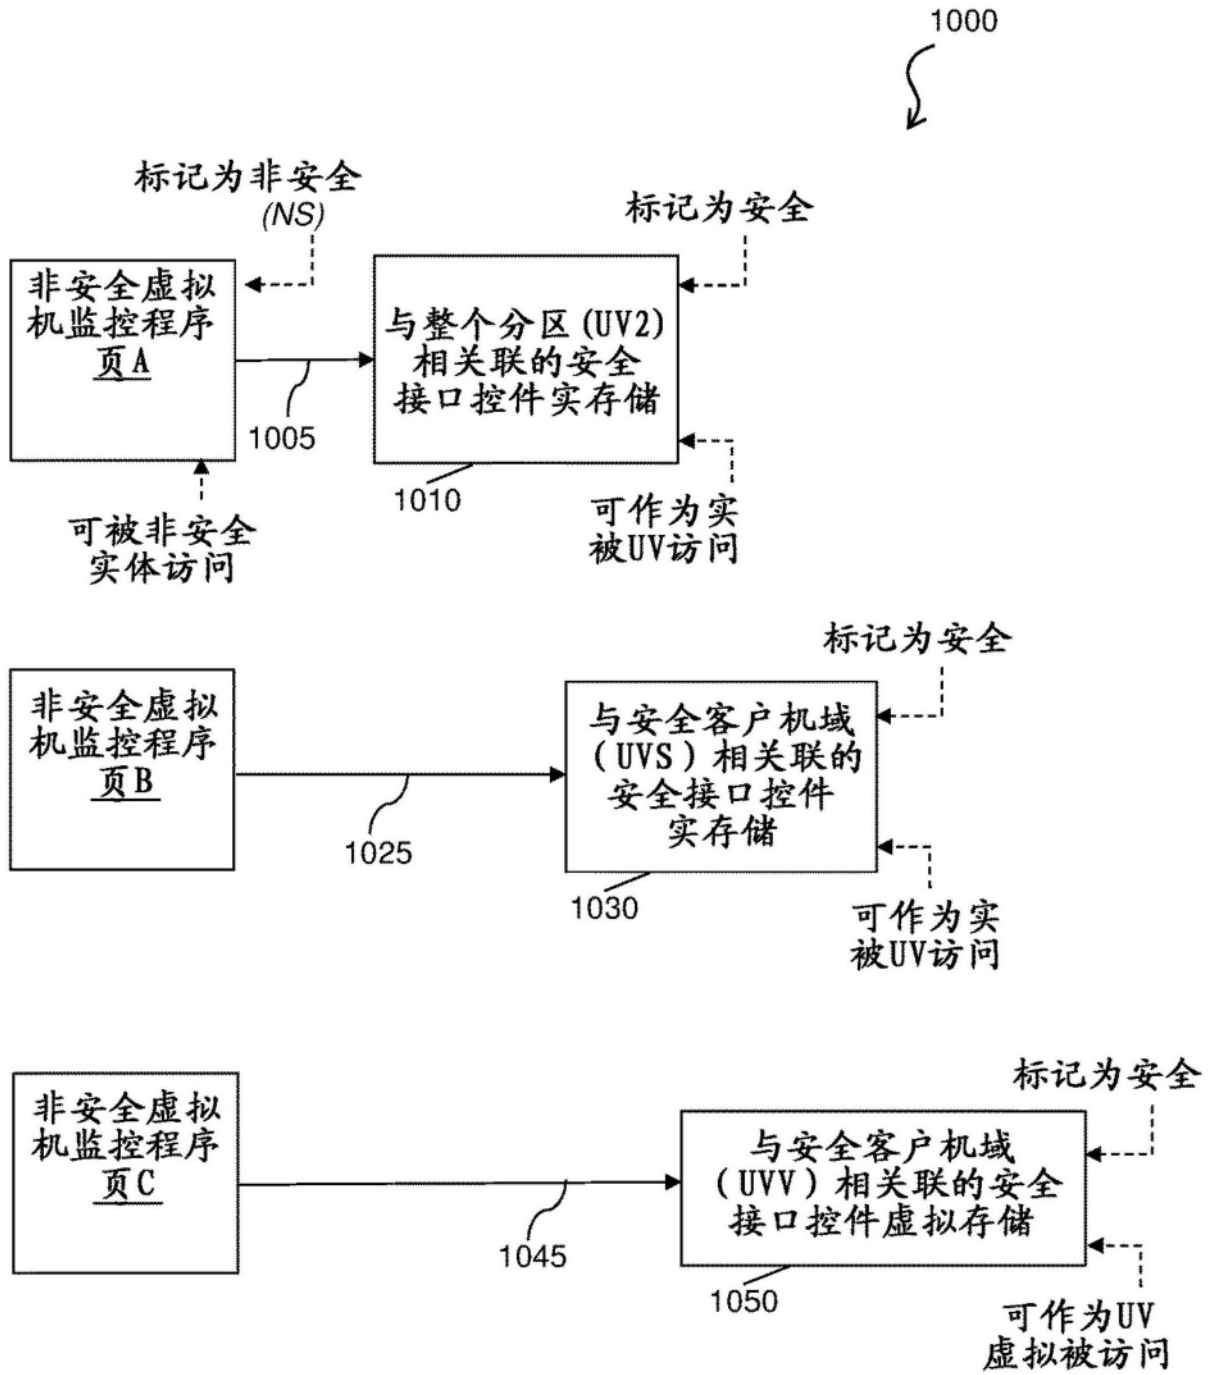 1000
标记为非安全
(NS)
标记为安全
非安全虚拟
机监控程序
页A
与整个分区(UV2)
相关联的安全
接口控件实存储
1005
1010
可被非安全
实体访问
可作为实
被UV访问
标记为安全
非安全虚拟
机监控程序
页B
与安全客户机域
(UVS)相关联的
安全接口控件
实存储
1025
1030
可作为实
被UV访问
标记为安全
非安全虚拟
机监控程序
页C
与安全客户机域
(UVV)相关联的安全
接口控件虚拟存储
1045
1050
可作为UV
虚拟被访问